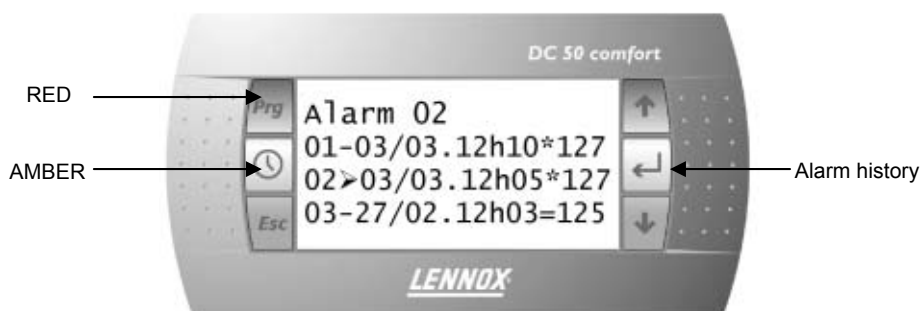 DC 50 comfort
RED
Prg
Alarm 02
01-03/03.12h10*127
AMBER
02➢03/03.12h05*127
Alarm history
Esc
03-27/02.12h03=125
LENNOX